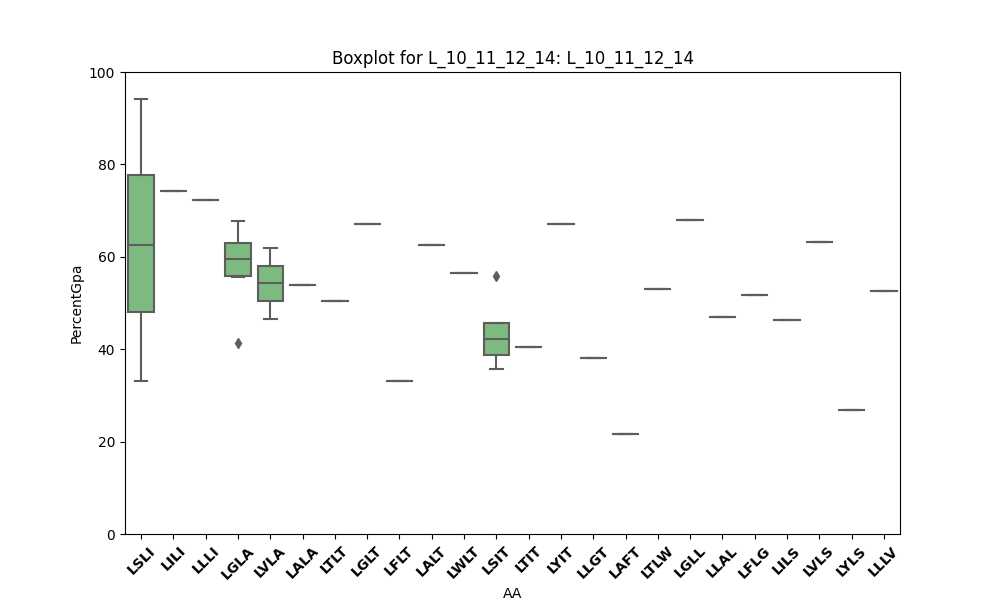 Boxplot for L_10_11_12_14: L_10_11_12_14
100
80
60
40
20
0
PercentGpa
LSLI LILI LLLI LGLA LVLA LALA LTLT LGLT LFLT LALT LWLT LSIT LTIT LYIT LLGT LAFT LTLW LGLL LLAL LFLG LILS LVLS LYLS LLLV
AA